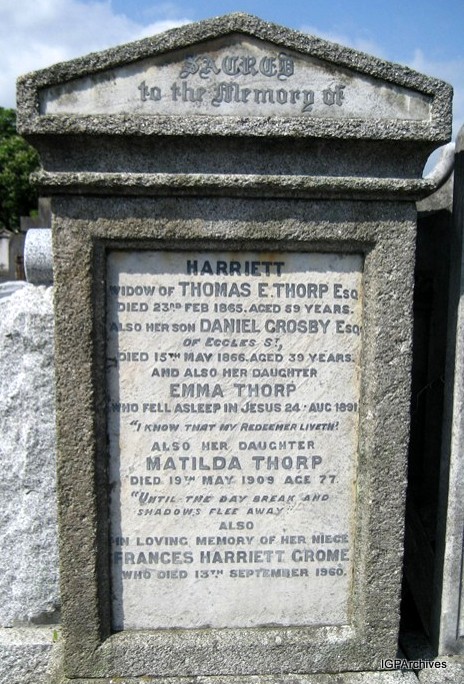 SACRED
to the Memory of
HARRIETT
WIDOW OF THOMAS E. THORP ESQ
DIED 23RD FEB 1865. AGED 59 YEARS.
ALSO HER SON DANIEL CROSBY ESQ
OF ECCLES ST,
DIED 15TH MAY 1866. AGED 39 YEARS.
AND ALSO HER DAUGHTER
EMMA THORP
WHO FELL ASLEEP IN JESUS 24 AUG 1891
"I KNOW THAT MY REDEEMER LIVETH"
ALSO HER DAUGHTER
MATILDA THORP
DIED 19TH MAY 1909 AGE 77
"UNTIL THE DAY BREAK AND
SHADOWS FLEE AWAY"
ALSO
IN LOVING MEMORY OF HER NIECE
FRANCES HARRIETT CROME
WHO DIED 13TH SEPTEMBER 1960.
IGPArchives